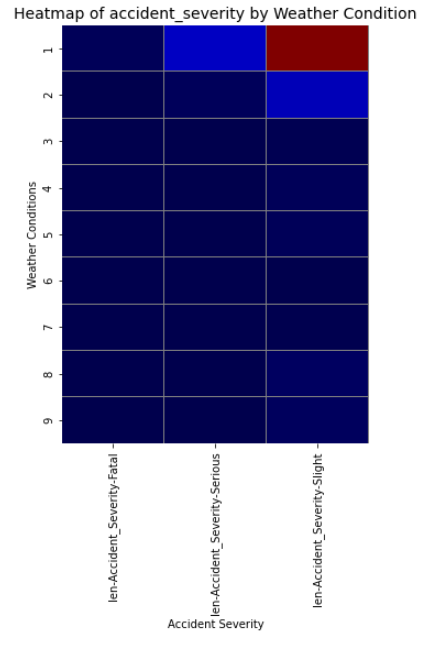 Heatmap of accident_severity by Weather Condition
1
2
3
4
5
6
7
8
9
Weather Conditions
len-Accident_Severity-Fatal
len-Accident_Severity-Serious
len-Accident_Severity-Slight
Accident Severity